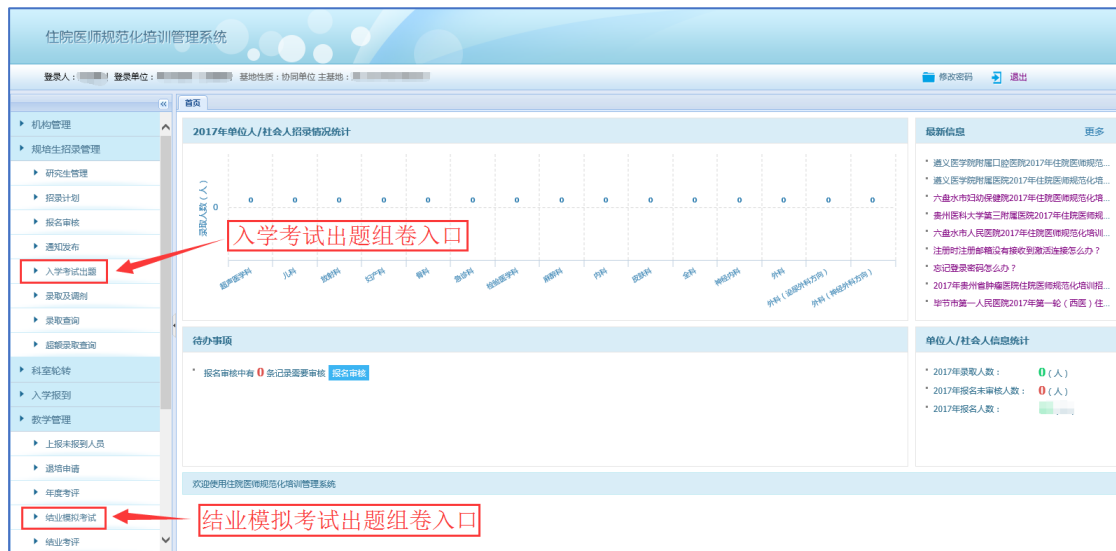 住院医师规范化培训管理系统
登录人： 登录单位： 基地性质：协同单位 主基地：
修改密码 退出
首页
机构管理
规培生招录管理
研究生管理
招录计划
报名审核
通知发布
入学考试出题
录取及调剂
录取查询
超额录取查询
科室轮转
入学报到
教学管理
上报未报到人员
退培申请
年度考评
结业模拟考试
结业考评
2017年单位人/社会人招录情况统计
录取人数（人）
0
0 0 0 0 0 0 0 0 0 0 0 0 0 0 0
超声医学科 儿科 放射科 妇产科 骨科 急诊科 检验医学科 麻醉科 内科 皮肤科 全科 神经内科 外科 外科（泌尿外科方向） 外科（神经外科方向）
入学考试出题组卷入口
待办事项
报名审核中有 0 条记录需要审核 报名审核
欢迎使用住院医师规范化培训管理系统
结业模拟考试出题组卷入口
最新信息 更多
遵义医学院附属口腔医院2017年住院医师规范...
遵义医学院附属医院2017年住院医师规范化培...
六盘水市妇幼保健院2017年住院医师规范化培...
贵州医科大学第三附属医院2017年住院医师规...
六盘水市人民医院2017年住院医师规范化培训...
注册时注册邮箱没有接收到激活连接怎么办？
忘记登录密码怎么办？
2017年贵州省肿瘤医院住院医师规范化培训招...
毕节市第一人民医院2017年第一轮（西医）住...
单位人/社会人信息统计
2017年录取人数： 0（人）
2017年报名未审核人数： 0（人）
2017年报名人数：